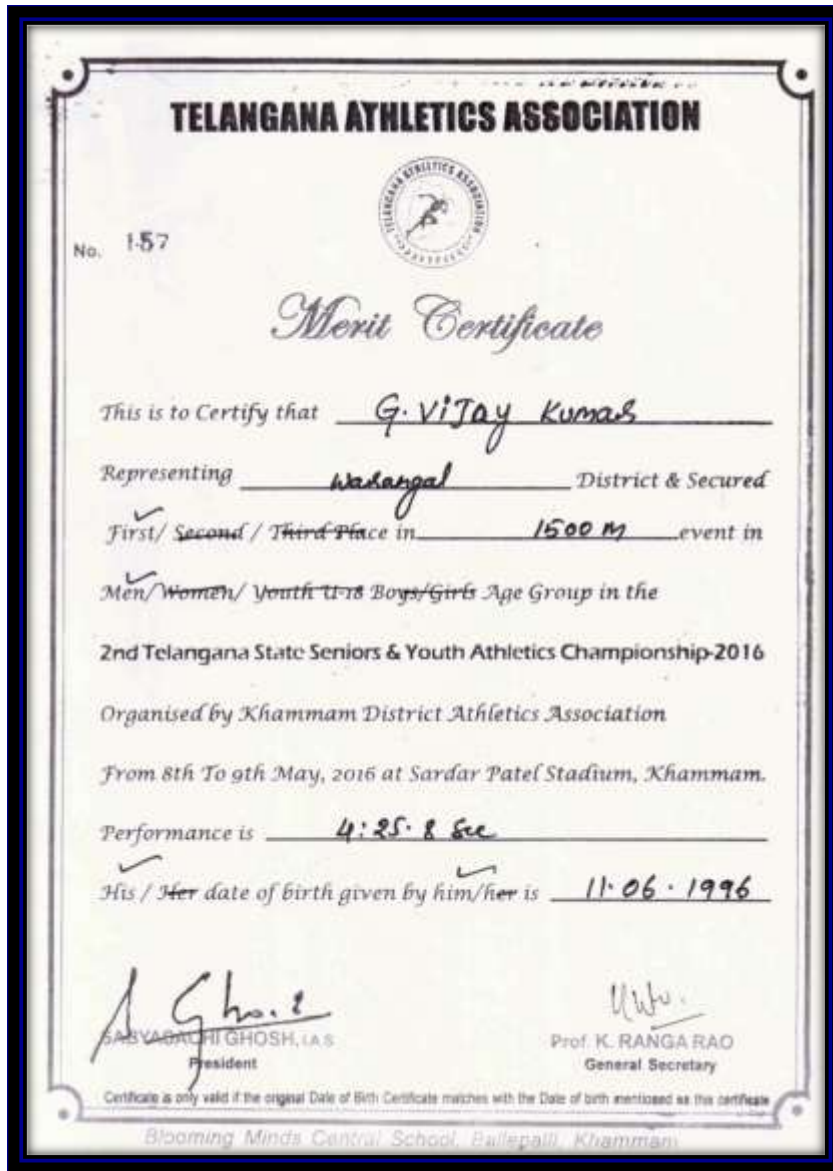 TELANGANA ATHLETICS ASSOCIATION
TELANGANA ATHLETICS ASSOCIATION
No. 157
Merit Certificate
This is to Certify that G. Vijay Kumar
Representing Warangal District & Secured
First/ Second / Third Place in 1500 M event in
Men/Women/ Youth U-18 Boys/Girls Age Group in the
2nd Telangana State Seniors & Youth Athletics Championship-2016
Organised by Khammam District Athletics Association
From 8th To 9th May, 2016 at Sardar Patel Stadium, Khammam.
Performance is 4:25.8 Sec
His / Her date of birth given by him/her is 11.06.1996
SABYASACHI GHOSH, I.A.S
President
Prof. K. RANGA RAO
General Secretary
Certificate is only valid if the original Date of Birth Certificate matches with the Date of birth mentioned as this certificate
Blooming Minds Central School, Ballepalli, Khammam